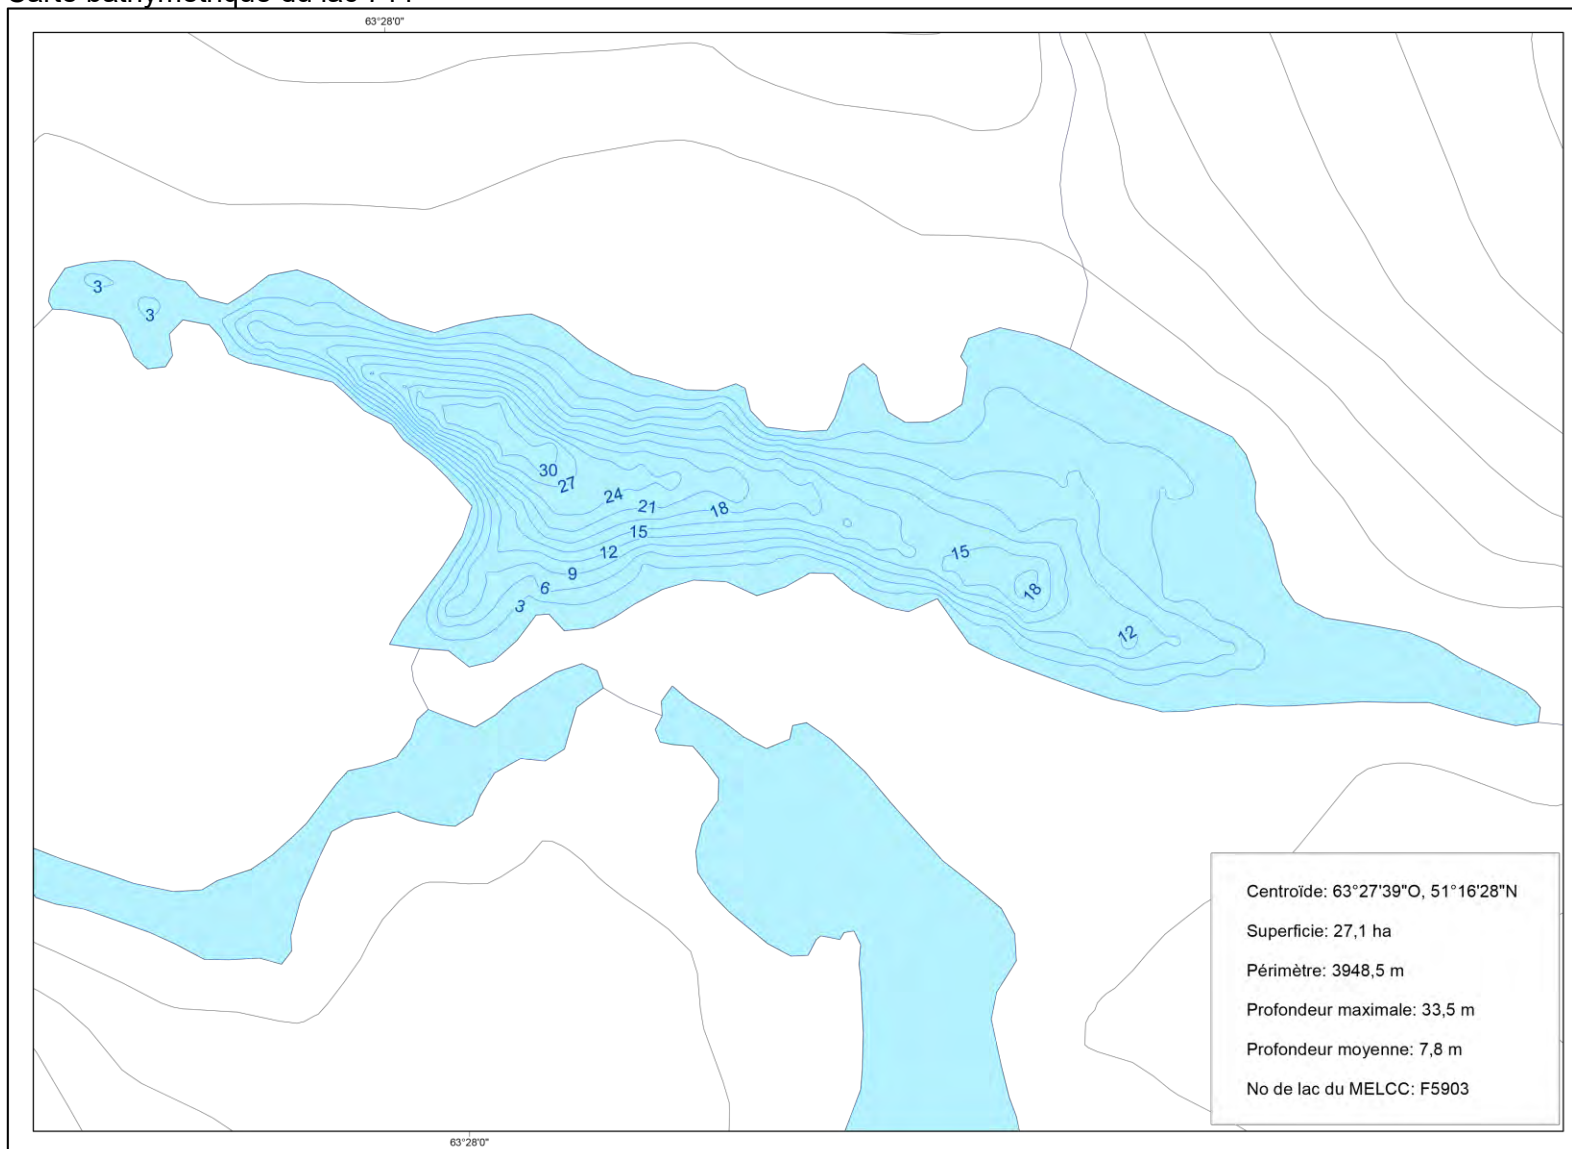 63°28'0"
3
3
30
27
24
21
18
15
15
12
18
9
6
3
12
Centroïde: 63°27'39"O, 51°16'28"N
Superficie: 27,1 ha
Périmètre: 3948,5 m
Profondeur maximale: 33,5 m
Profondeur moyenne: 7,8 m
No de lac du MELCC: F5903
63°28'0"